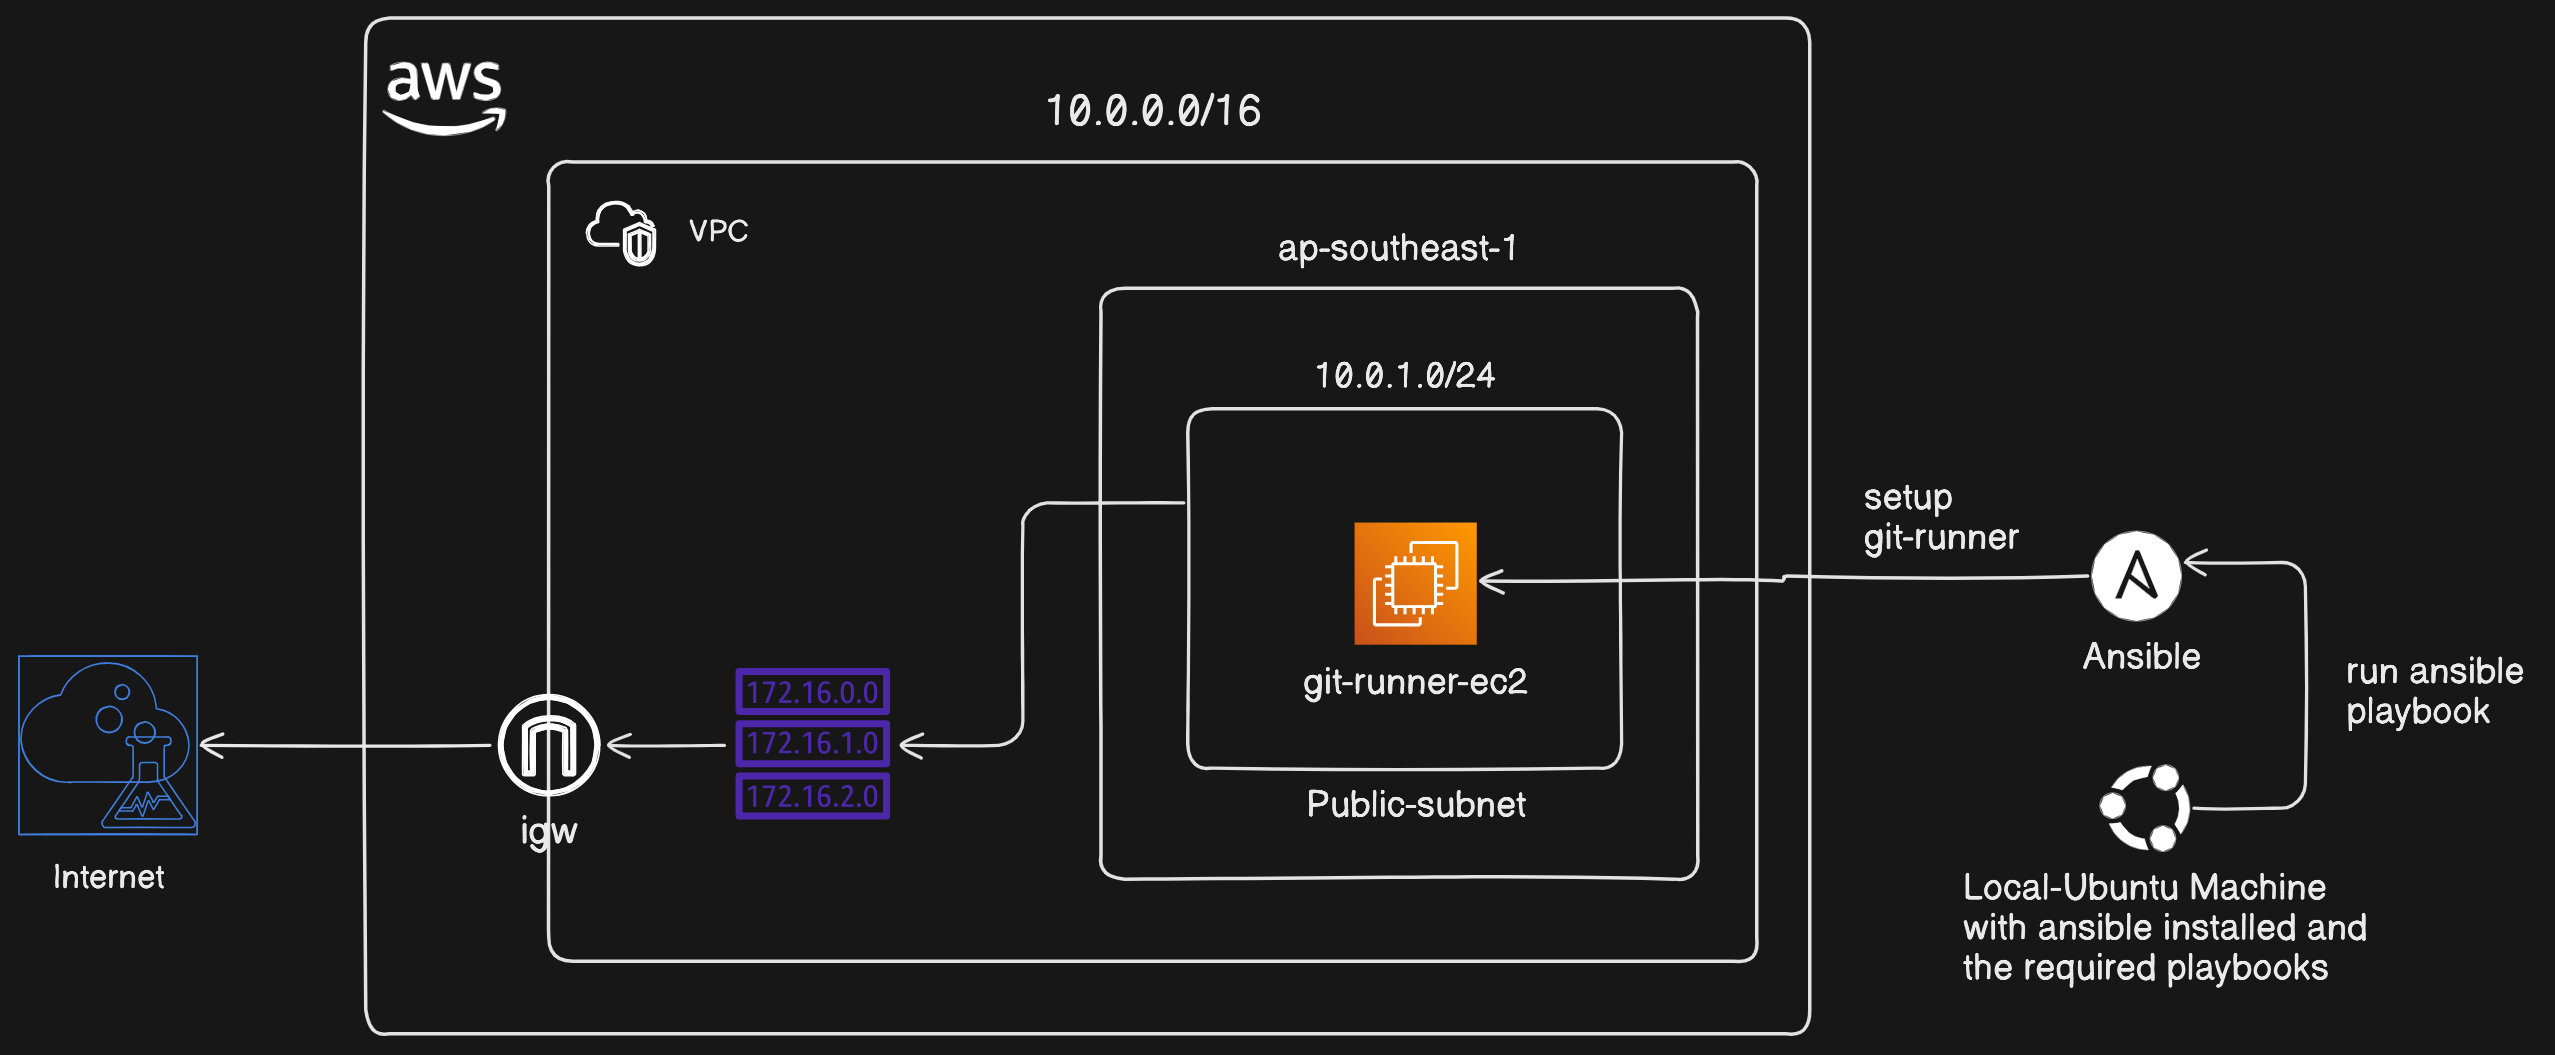 aws
10.0.0.0/16
VPC
ap-southeast-1
10.0.1.0/24
git-runner-ec2
Public-subnet
172.16.0.0
172.16.1.0
172.16.2.0
igw
Internet
setup
git-runner
Ansible
run ansible
playbook
Local-Ubuntu Machine
with ansible installed and
the required playbooks